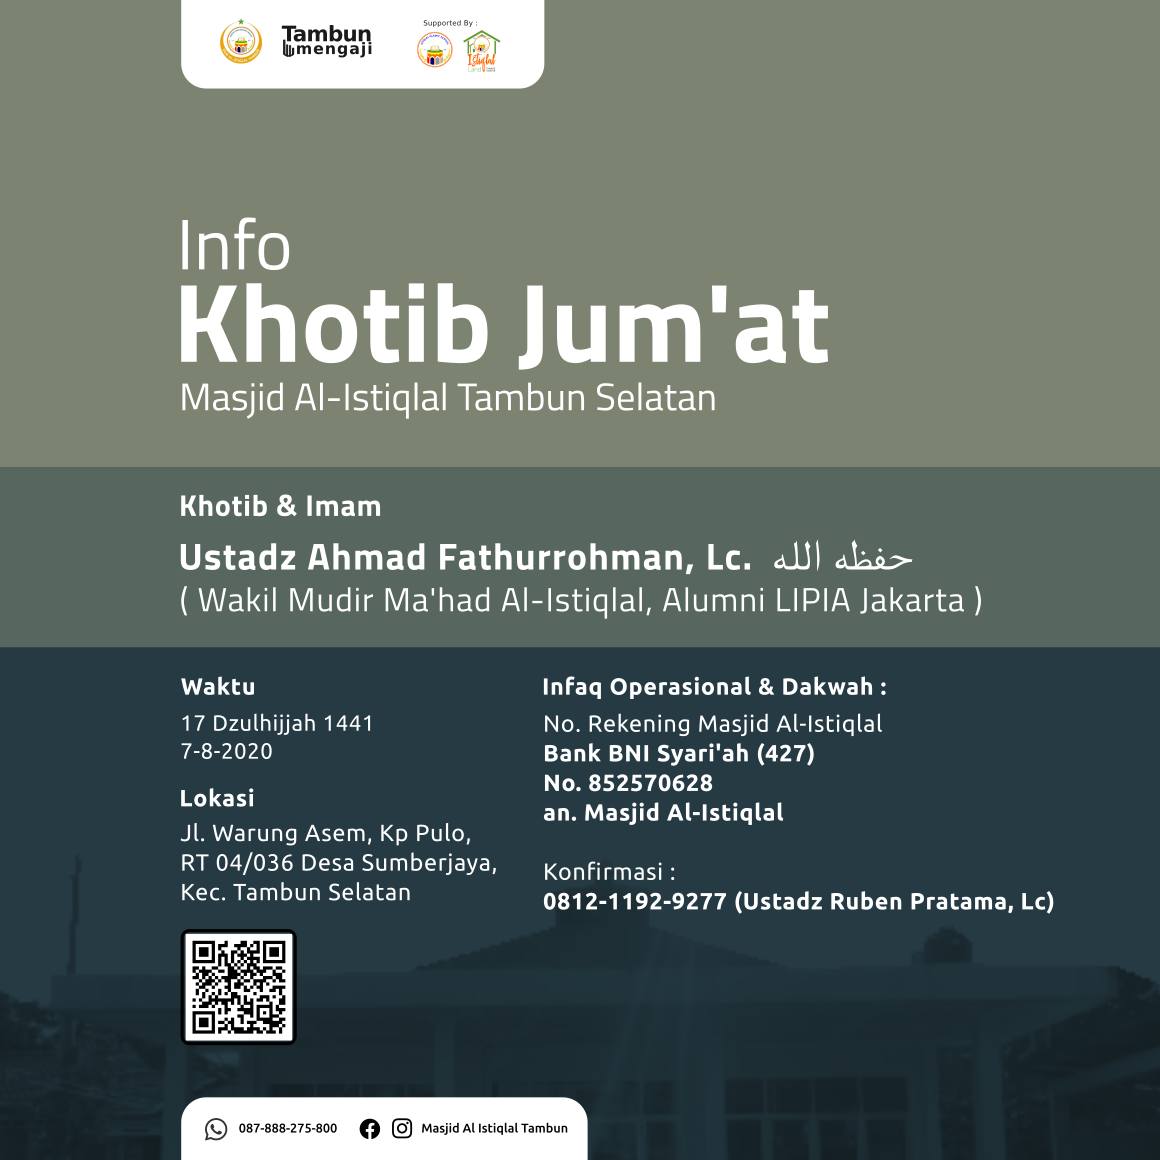 Tambun
mengaji
Supported By :
Istiqlal
Land
Info
Khotib Jum'at
Masjid Al-Istiqlal Tambun Selatan
Khotib & Imam
Ustadz Ahmad Fathurrohman, Lc. حفظه الله
( Wakil Mudir Ma'had Al-Istiqlal, Alumni LIPIA Jakarta )
Waktu
17 Dzulhijjah 1441
7-8-2020
Lokasi
Jl. Warung Asem, Kp Pulo,
RT 04/036 Desa Sumberjaya,
Kec. Tambun Selatan
Infaq Operasional & Dakwah :
No. Rekening Masjid Al-Istiqlal
Bank BNI Syari'ah (427)
No. 852570628
an. Masjid Al-Istiqlal
Konfirmasi :
0812-1192-9277 (Ustadz Ruben Pratama, Lc)
087-888-275-800
Masjid Al Istiqlal Tambun